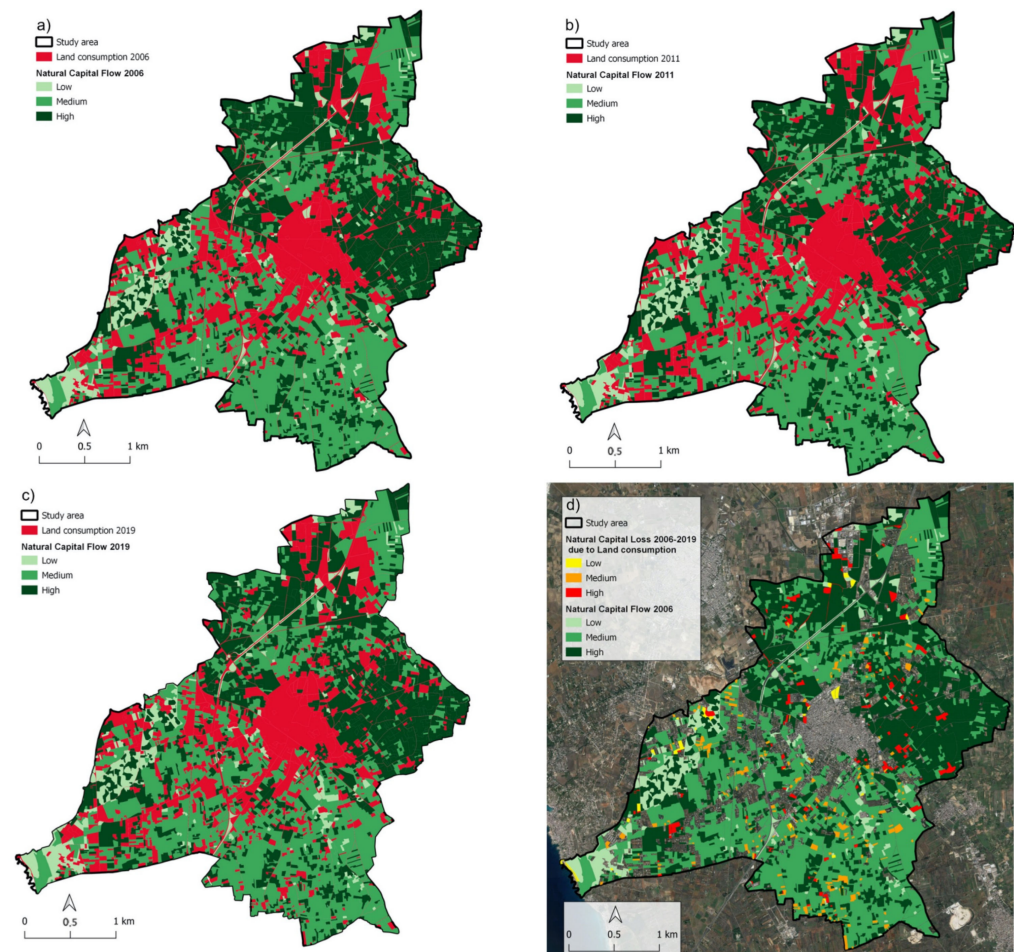 a)
Study area
Land consumption 2006
Natural Capital Flow 2006
Low
Medium
High
0 0.5 1 km
b)
Study area
Land consumption 2011
Natural Capital Flow 2011
Low
Medium
High
0 0.5 1 km
c)
Study area
Land consumption 2019
Natural Capital Flow 2019
Low
Medium
High
0 0.5 1 km
d)
Study area
Natural Capital Loss 2006-2019
due to Land consumption
Low
Medium
High
Natural Capital Flow 2006
Low
Medium
High
0 0.5 1 km